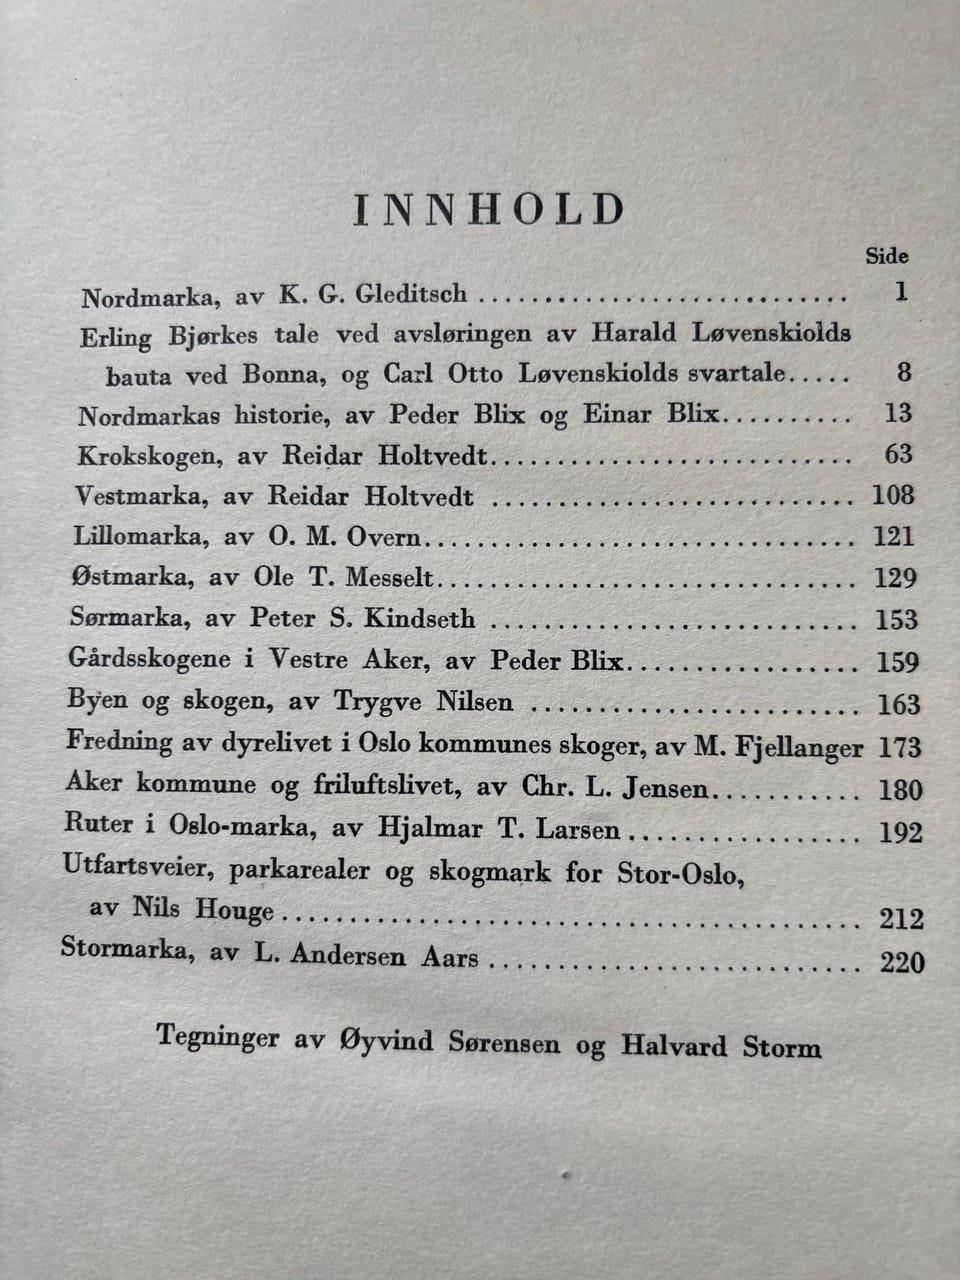 INNHOLD
Side
Nordmarka, av K. G. Gleditsch ............................ 1
Erling Bjørkes tale ved avsløringen av Harald Løvenskiolds
bauta ved Bonna, og Carl Otto Løvenskiolds svartale..... 8
Nordmarkas historie, av Peder Blix og Einar Blix.......... 13
Krokskogen, av Reidar Holtvedt........................... 63
Vestmarka, av Reidar Holtvedt ........................... 108
Lillomarka, av O. M. Overn................................ 121
Østmarka, av Ole T. Messelt............................... 129
Sørmarka, av Peter S. Kindseth ........................... 153
Gårdsskogene i Vestre Aker, av Peder Blix................. 159
Byen og skogen, av Trygve Nilsen ......................... 163
Fredning av dyrelivet i Oslo kommunes skoger, av M. Fjellanger 173
Aker kommune og friluftslivet, av Chr. L. Jensen........... 180
Ruter i Oslo-marka, av Hjalmar T. Larsen .................. 192
Utfartsveier, parkarealer og skogmark for Stor-Oslo,
av Nils Houge ........................................... 212
Stormarka, av L. Andersen Aars ............................ 220
Tegninger av Øyvind Sørensen og Halvard Storm